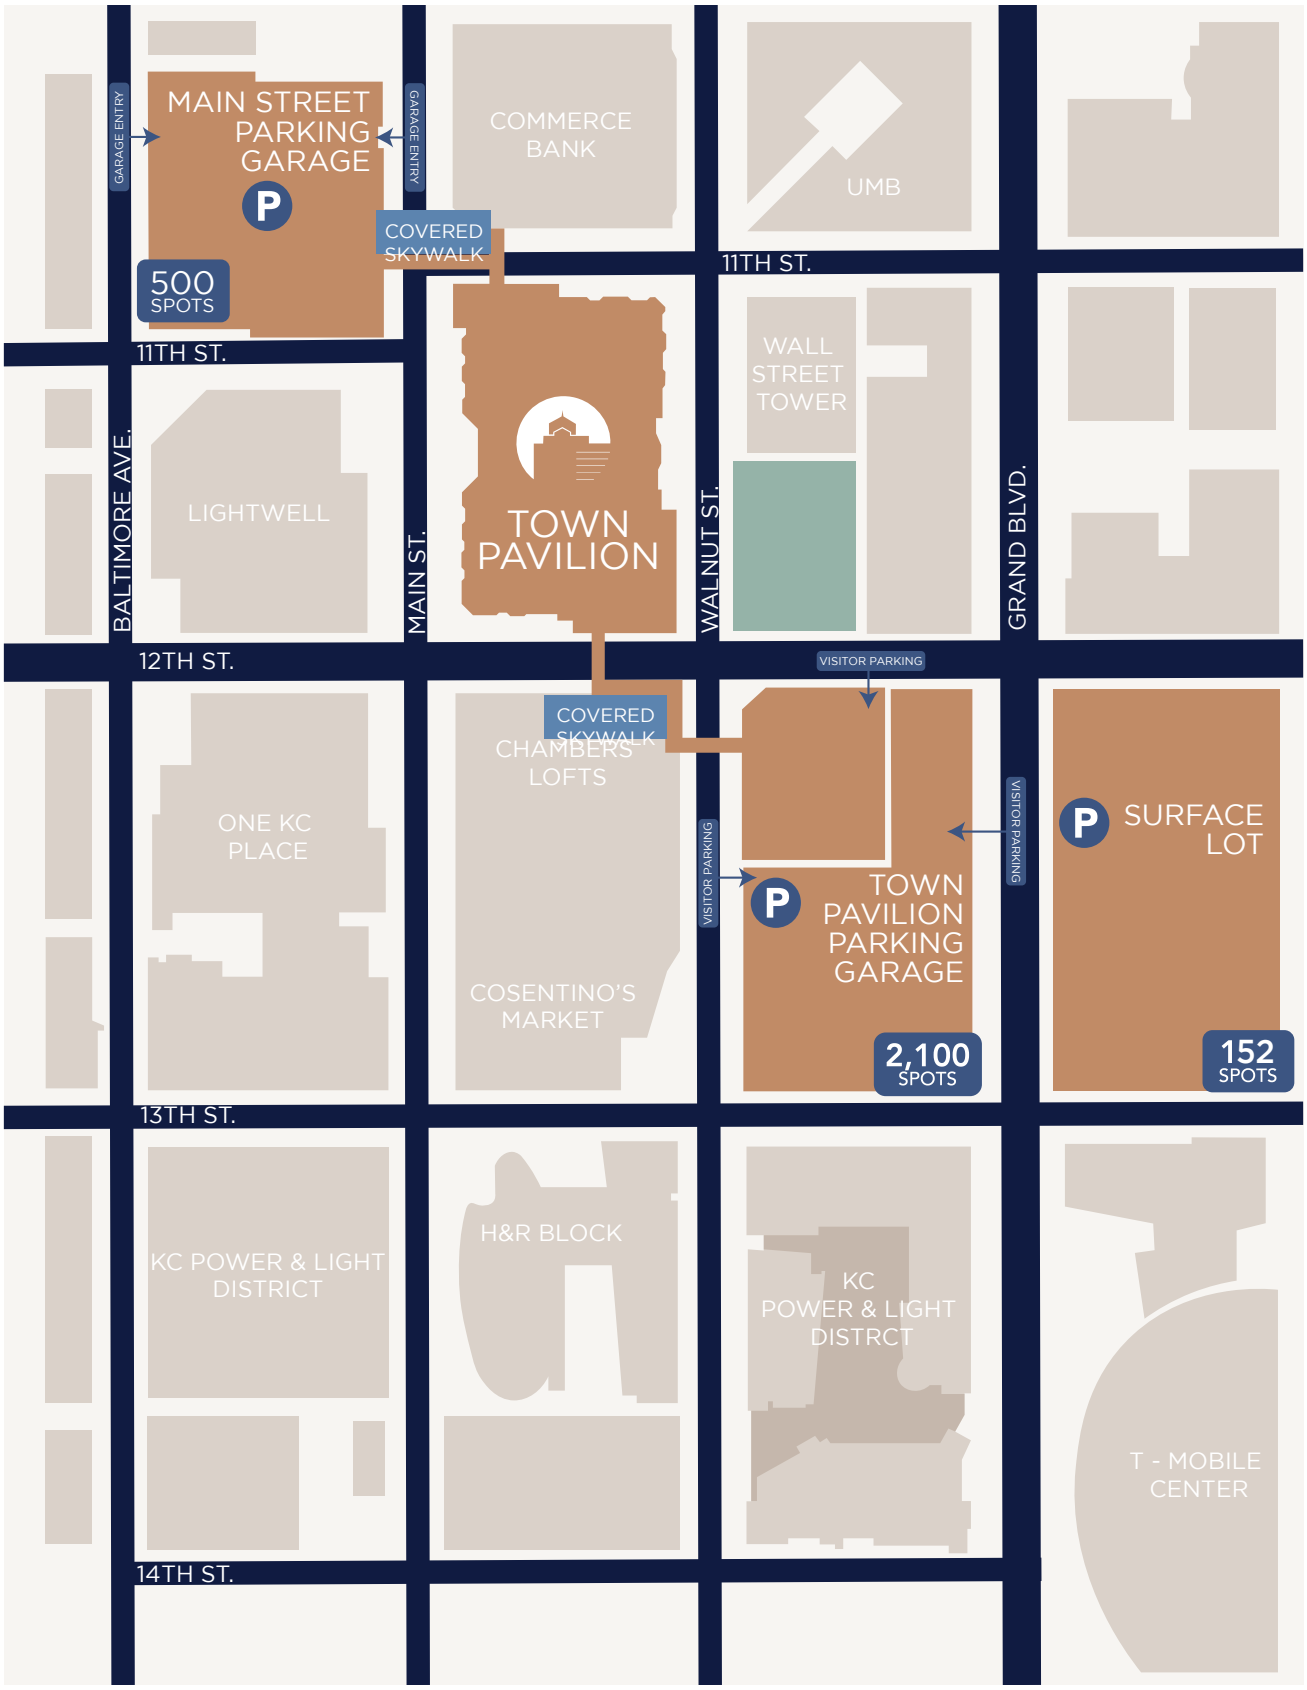 GARAGE ENTRY
MAIN STREET
PARKING
GARAGE
P
GARAGE ENTRY
COMMERCE
BANK
UMB
COVERED
SKYWALK
500
SPOTS
11TH ST.
11TH ST.
WALL
STREET
TOWER
BALTIMORE AVE.
LIGHTWELL
MAIN ST.
TOWN
PAVILION
WALNUT ST.
GRAND BLVD.
12TH ST.
VISITOR PARKING
COVERED
SKYWALK
CHAMBERS
LOFTS
ONE KC
PLACE
VISITOR PARKING
P
TOWN
PAVILION
PARKING
GARAGE
VISITOR PARKING
P
SURFACE
LOT
COSENTINO'S
MARKET
2,100
SPOTS
152
SPOTS
13TH ST.
KC POWER & LIGHT
DISTRICT
H&R BLOCK
KC
POWER & LIGHT
DISTRCT
T - MOBILE
CENTER
14TH ST.